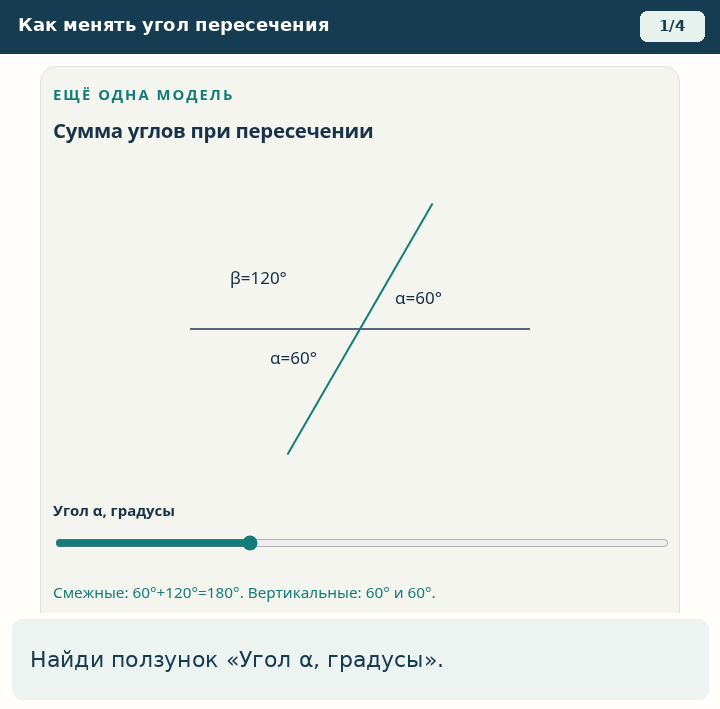 Как менять угол пересечения
1/4
ЕЩЁ ОДНА МОДЕЛЬ
Сумма углов при пересечении
β=120°
α=60°
α=60°
Угол α, градусы
Смежные: 60°+120°=180°. Вертикальные: 60° и 60°.
Найди ползунок «Угол α, градусы».